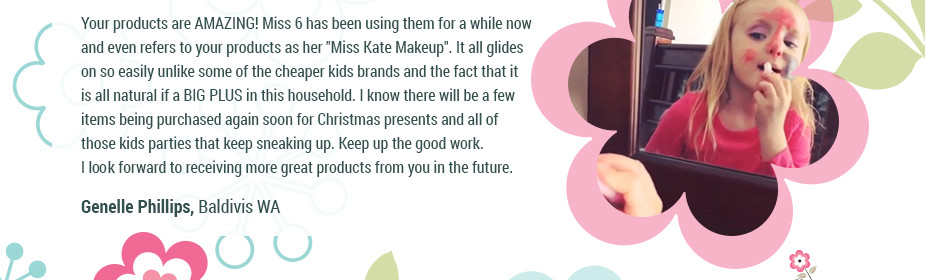 Your products are AMAZING! Miss 6 has been using them for a while now
and even refers to your products as her "Miss Kate Makeup". It all glides
on so easily unlike some of the cheaper kids brands and the fact that it
is all natural if a BIG PLUS in this household. I know there will be a few
items being purchased again soon for Christmas presents and all of
those kids parties that keep sneaking up. Keep up the good work.
I look forward to receiving more great products from you in the future.
Genelle Phillips, Baldivis WA